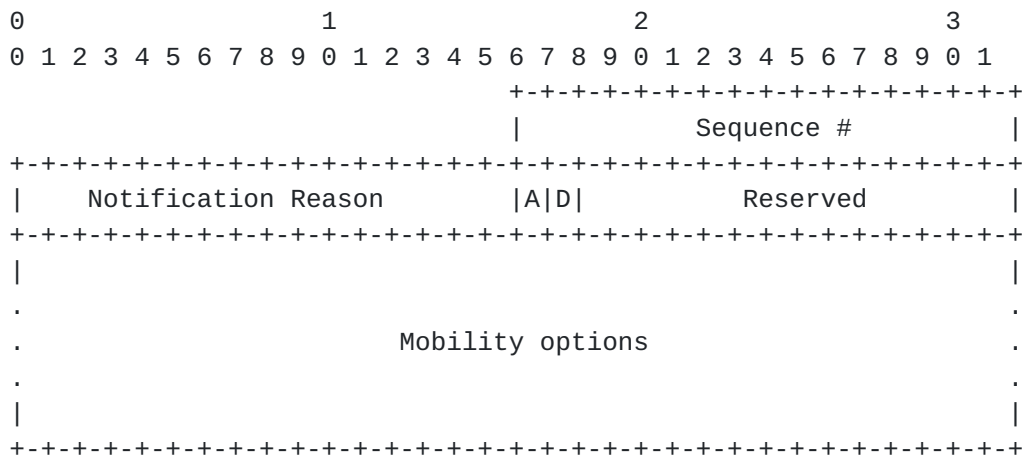 0                   1                   2                   3
0 1 2 3 4 5 6 7 8 9 0 1 2 3 4 5 6 7 8 9 0 1 2 3 4 5 6 7 8 9 0 1
                                +-+-+-+-+-+-+-+-+-+-+-+-+-+-+-+-+
                                |           Sequence #          |
+-+-+-+-+-+-+-+-+-+-+-+-+-+-+-+-+-+-+-+-+-+-+-+-+-+-+-+-+-+-+-+-+
|    Notification Reason        |A|D|          Reserved         |
+-+-+-+-+-+-+-+-+-+-+-+-+-+-+-+-+-+-+-+-+-+-+-+-+-+-+-+-+-+-+-+-+
|                                                               |
.                                                               .
.                        Mobility options                       .
.                                                               .
|                                                               |
+-+-+-+-+-+-+-+-+-+-+-+-+-+-+-+-+-+-+-+-+-+-+-+-+-+-+-+-+-+-+-+-+